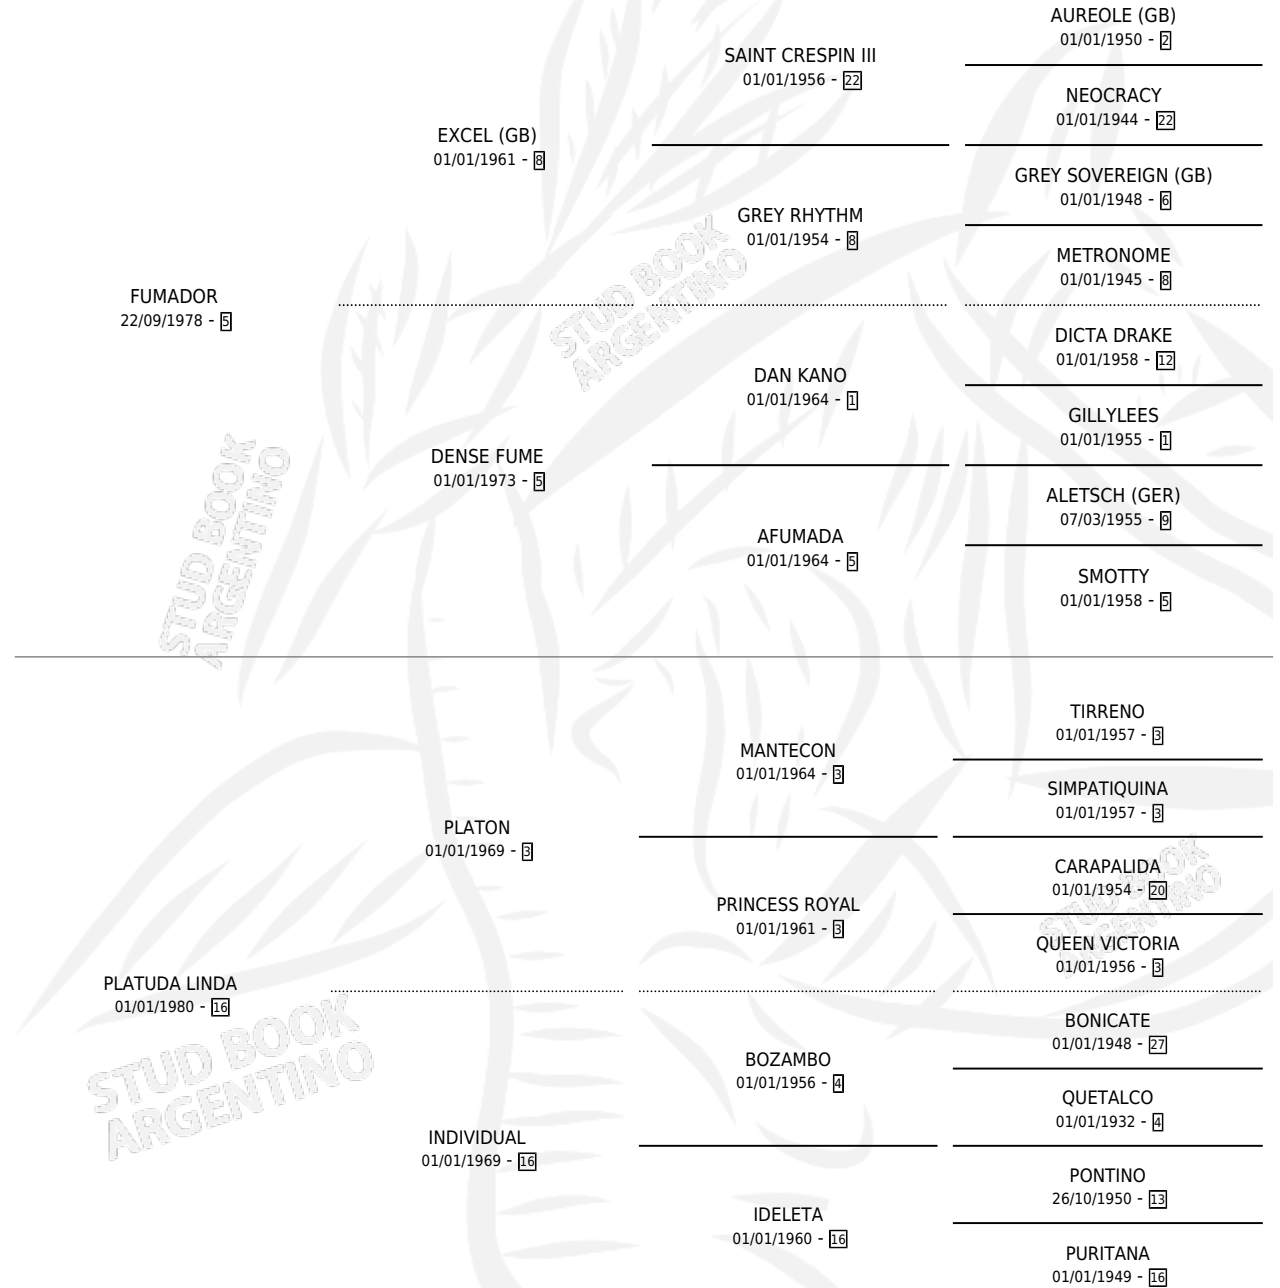 AUREOLE (GB)
01/01/1950 - 2
SAINT CRESPIN III
01/01/1956 - 22
NEOCRACY
01/01/1944 - 22
EXCEL (GB)
01/01/1961 - 8
GREY SOVEREIGN (GB)
01/01/1948 - 6
GREY RHYTHM
01/01/1954 - 8
METRONOME
01/01/1945 - 8
FUMADOR
22/09/1978 - 5
DICTA DRAKE
01/01/1958 - 12
DAN KANO
01/01/1964 - 1
GILLYLEES
01/01/1955 - 1
DENSE FUME
01/01/1973 - 5
ALETSCH (GER)
07/03/1955 - 9
AFUMADA
01/01/1964 - 5
SMOTTY
01/01/1958 - 5
STUD BOOK
ARGENTINO
STUD BOOK
ARGENTINO
TIRRENO
01/01/1957 - 3
MANTECON
01/01/1964 - 3
SIMPATIQUINA
01/01/1957 - 3
PLATON
01/01/1969 - 3
CARAPALIDA
01/01/1954 - 20
PRINCESS ROYAL
01/01/1961 - 3
QUEEN VICTORIA
01/01/1956 - 3
STUD BOOK
ARGENTINO
PLATUDA LINDA
01/01/1980 - 16
BONICATE
01/01/1948 - 27
BOZAMBO
01/01/1956 - 4
QUETALCO
01/01/1932 - 4
INDIVIDUAL
01/01/1969 - 16
PONTINO
26/10/1950 - 13
IDELETA
01/01/1960 - 16
PURITANA
01/01/1949 - 16
STUD BOOK
ARGENTINO